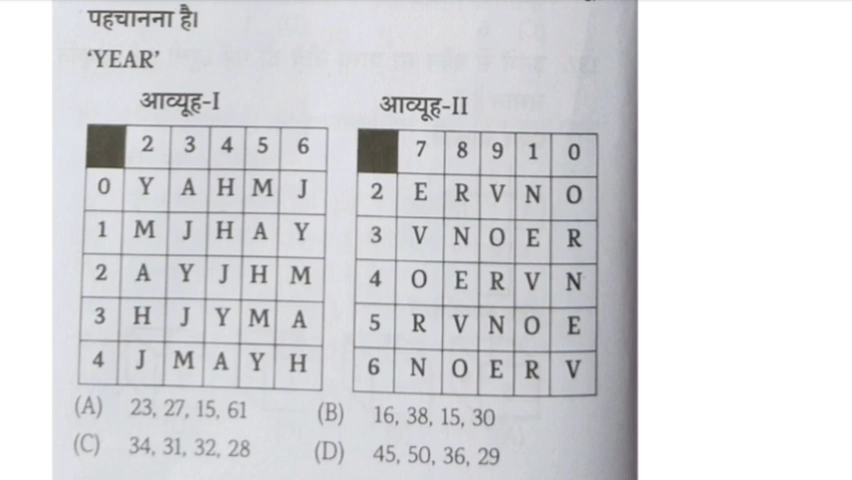 पहचानना है।
‘YEAR’
आव्यूह-I आव्यूह-II
2 3 4 5 6
0 Y A H M J
1 M J H A Y
2 A Y J H M
3 H J Y M A
4 J M A Y H
7 8 9 1 0
2 E R V N O
3 V N O E R
4 O E R V N
5 R V N O E
6 N O E R V
(A) 23, 27, 15, 61 (B) 16, 38, 15, 30
(C) 34, 31, 32, 28 (D) 45, 50, 36, 29